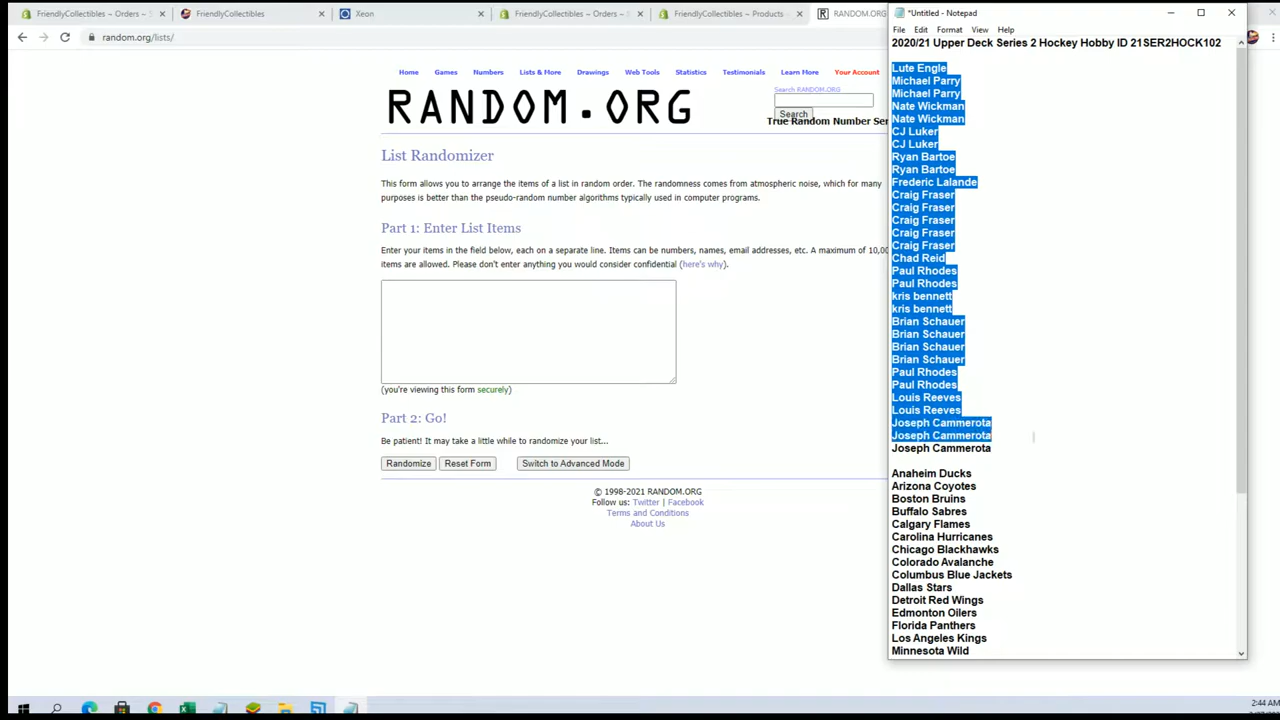 FriendlyCollectibles ~ Orders ~ S
FriendlyCollectibles
Xeon
FriendlyCollectibles ~ Orders ~ S
FriendlyCollectibles ~ Products ~
RANDOM.ORG
random.org/lists/
Home Games Numbers Lists & More Drawings Web Tools Statistics Testimonials Learn More Your Account
Search RANDOM.ORG
RANDOM.ORG
Search
True Random Number Ser
List Randomizer
This form allows you to arrange the items of a list in random order. The randomness comes from atmospheric noise, which for many
purposes is better than the pseudo-random number algorithms typically used in computer programs.
Part 1: Enter List Items
Enter your items in the field below, each on a separate line. Items can be numbers, names, email addresses, etc. A maximum of 10,00
items are allowed. Please don't enter anything you would consider confidential (here's why).
(you're viewing this form securely)
Part 2: Go!
Be patient! It may take a little while to randomize your list...
Randomize Reset Form Switch to Advanced Mode
© 1998-2021 RANDOM.ORG
Follow us: Twitter | Facebook
Terms and Conditions
About Us
*Untitled - Notepad
File Edit Format View Help
2020/21 Upper Deck Series 2 Hockey Hobby ID 21SER2HOCK102
Lute Engle
Michael Parry
Michael Parry
Nate Wickman
Nate Wickman
CJ Luker
CJ Luker
Ryan Bartoe
Ryan Bartoe
Frederic Lalande
Craig Fraser
Craig Fraser
Craig Fraser
Craig Fraser
Craig Fraser
Chad Reid
Paul Rhodes
Paul Rhodes
kris bennett
kris bennett
Brian Schauer
Brian Schauer
Brian Schauer
Brian Schauer
Paul Rhodes
Paul Rhodes
Louis Reeves
Louis Reeves
Joseph Cammerota
Joseph Cammerota
Joseph Cammerota
Anaheim Ducks
Arizona Coyotes
Boston Bruins
Buffalo Sabres
Calgary Flames
Carolina Hurricanes
Chicago Blackhawks
Colorado Avalanche
Columbus Blue Jackets
Dallas Stars
Detroit Red Wings
Edmonton Oilers
Florida Panthers
Los Angeles Kings
Minnesota Wild
2:44 AM